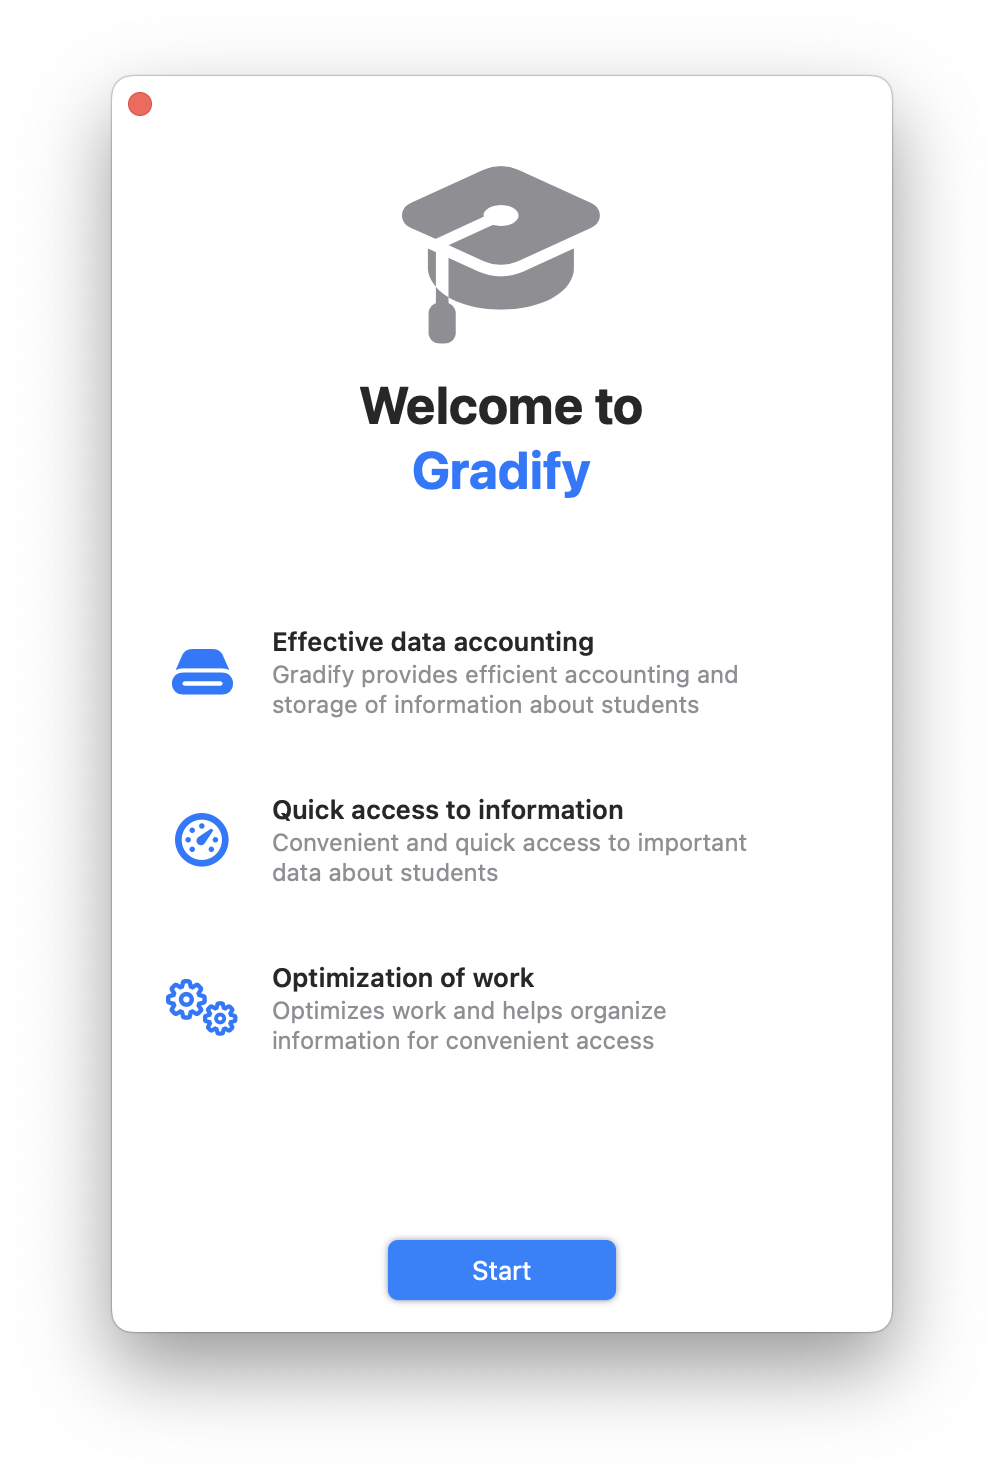 Welcome to
Gradify
Effective data accounting
Gradify provides efficient accounting and
storage of information about students
Quick access to information
Convenient and quick access to important
data about students
Optimization of work
Optimizes work and helps organize
information for convenient access
Start